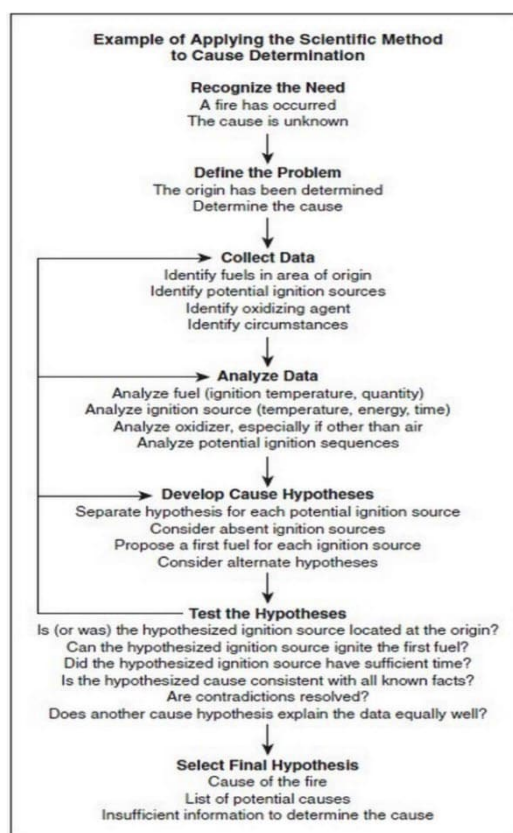 Example of Applying the Scientific Method
to Cause Determination
Recognize the Need
A fire has occurred
The cause is unknown
Define the Problem
The origin has been determined
Determine the cause
Collect Data
Identify fuels in area of origin
Identify potential ignition sources
Identify oxidizing agent
Identify circumstances
Analyze Data
Analyze fuel (ignition temperature, quantity)
Analyze ignition source (temperature, energy, time)
Analyze oxidizer, especially if other than air
Analyze potential ignition sequences
Develop Cause Hypotheses
Separate hypothesis for each potential ignition source
Consider absent ignition sources
Propose a first fuel for each ignition source
Consider alternate hypotheses
Test the Hypotheses
Is (or was) the hypothesized ignition source located at the origin?
Can the hypothesized ignition source ignite the first fuel?
Did the hypothesized ignition source have sufficient time?
Is the hypothesized cause consistent with all known facts?
Are contradictions resolved?
Does another cause hypothesis explain the data equally well?
Select Final Hypothesis
Cause of the fire
List of potential causes
Insufficient information to determine the cause